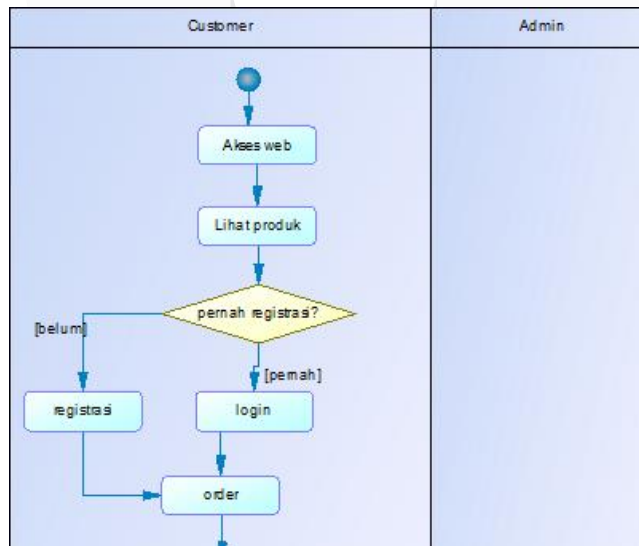 Customer
Admin
Akses web
Lihat produk
pernah registrasi?
[belum]
[pernah]
registrasi
login
order